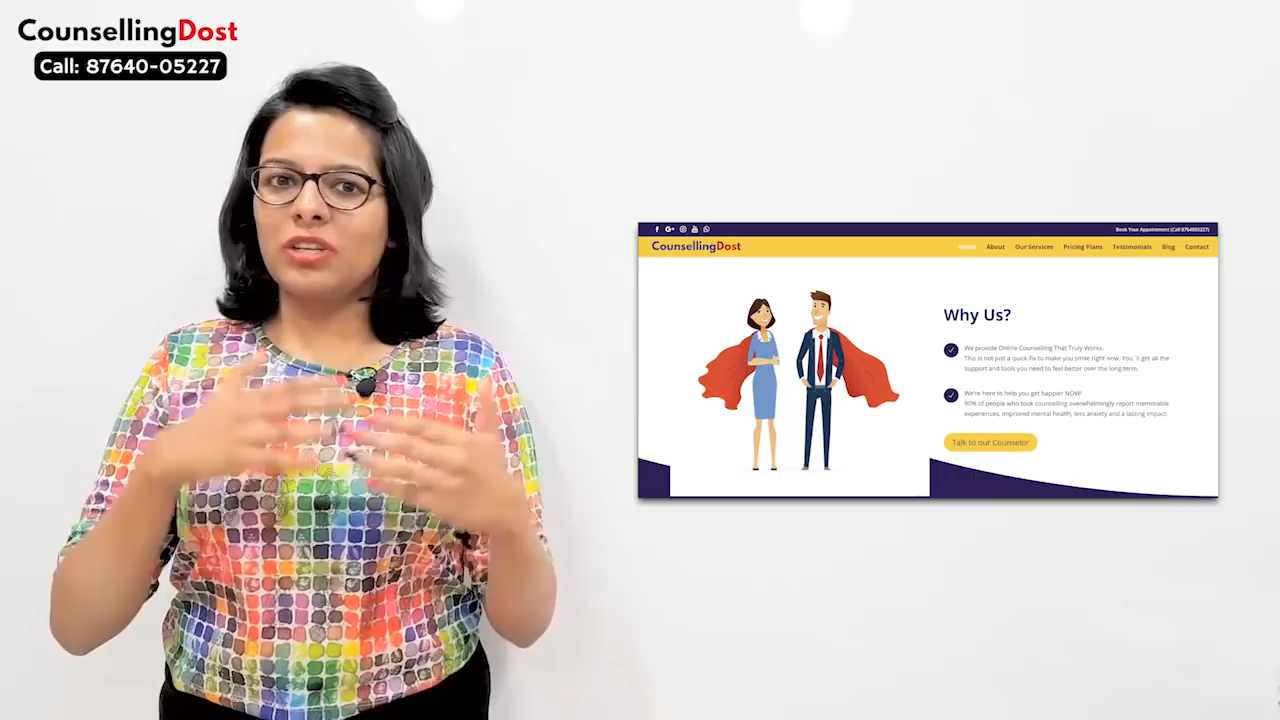 CounsellingDost
Call: 87640-05227
Book Your Appointment (Call 8764005227)
CounsellingDost
Home About Our Services Pricing Plans Testimonials Blog Contact
Why Us?
We provide Online Counselling That Truly Works.
This is not just a quick-fix to make you smile right now. You`ll get all the
support and tools you need to feel better over the long term.
We're here to help you get happier NOW!
90% of people who took counselling overwhelmingly report memorable
experiences, improved mental health, less anxiety and a lasting impact.
Talk to our Counselor